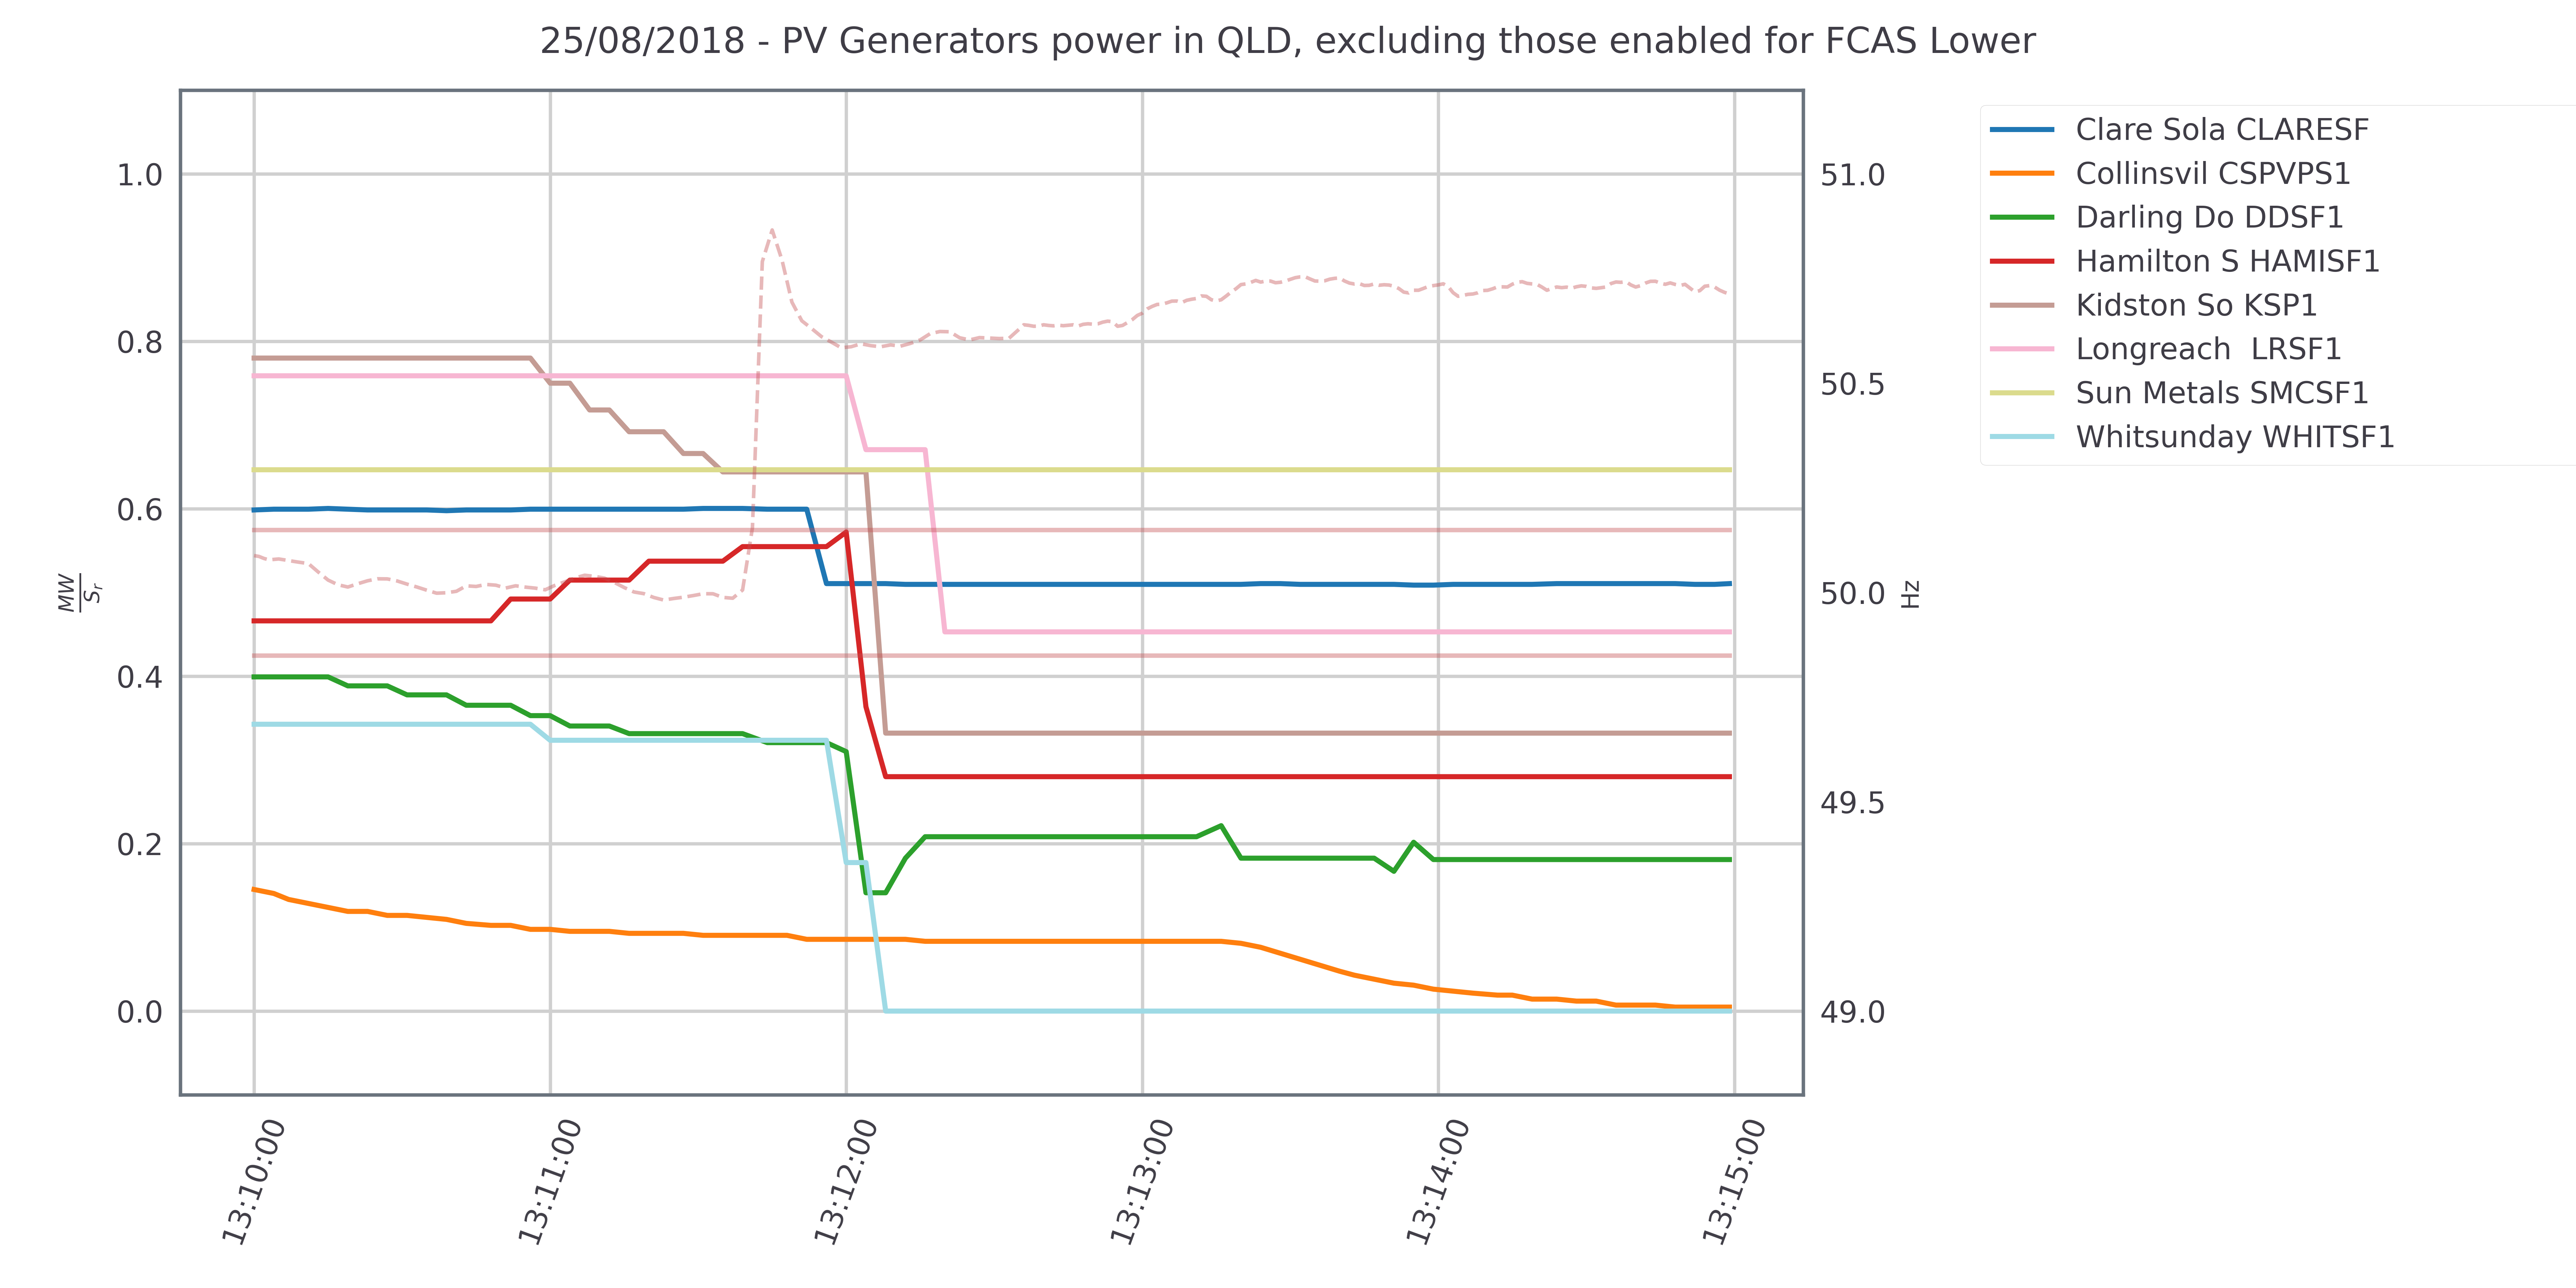 25/08/2018 - PV Generators power in QLD, excluding those enabled for FCAS Lower
1.0
0.8
0.6
0.4
0.2
0.0
MW
S_r
51.0
50.5
50.0
49.5
49.0
Hz
13:10:00
13:11:00
13:12:00
13:13:00
13:14:00
13:15:00
Clare Sola CLARESF
Collinsvil CSPVPS1
Darling Do DDSF1
Hamilton S HAMISF1
Kidston So KSP1
Longreach  LRSF1
Sun Metals SMCSF1
Whitsunday WHITSF1